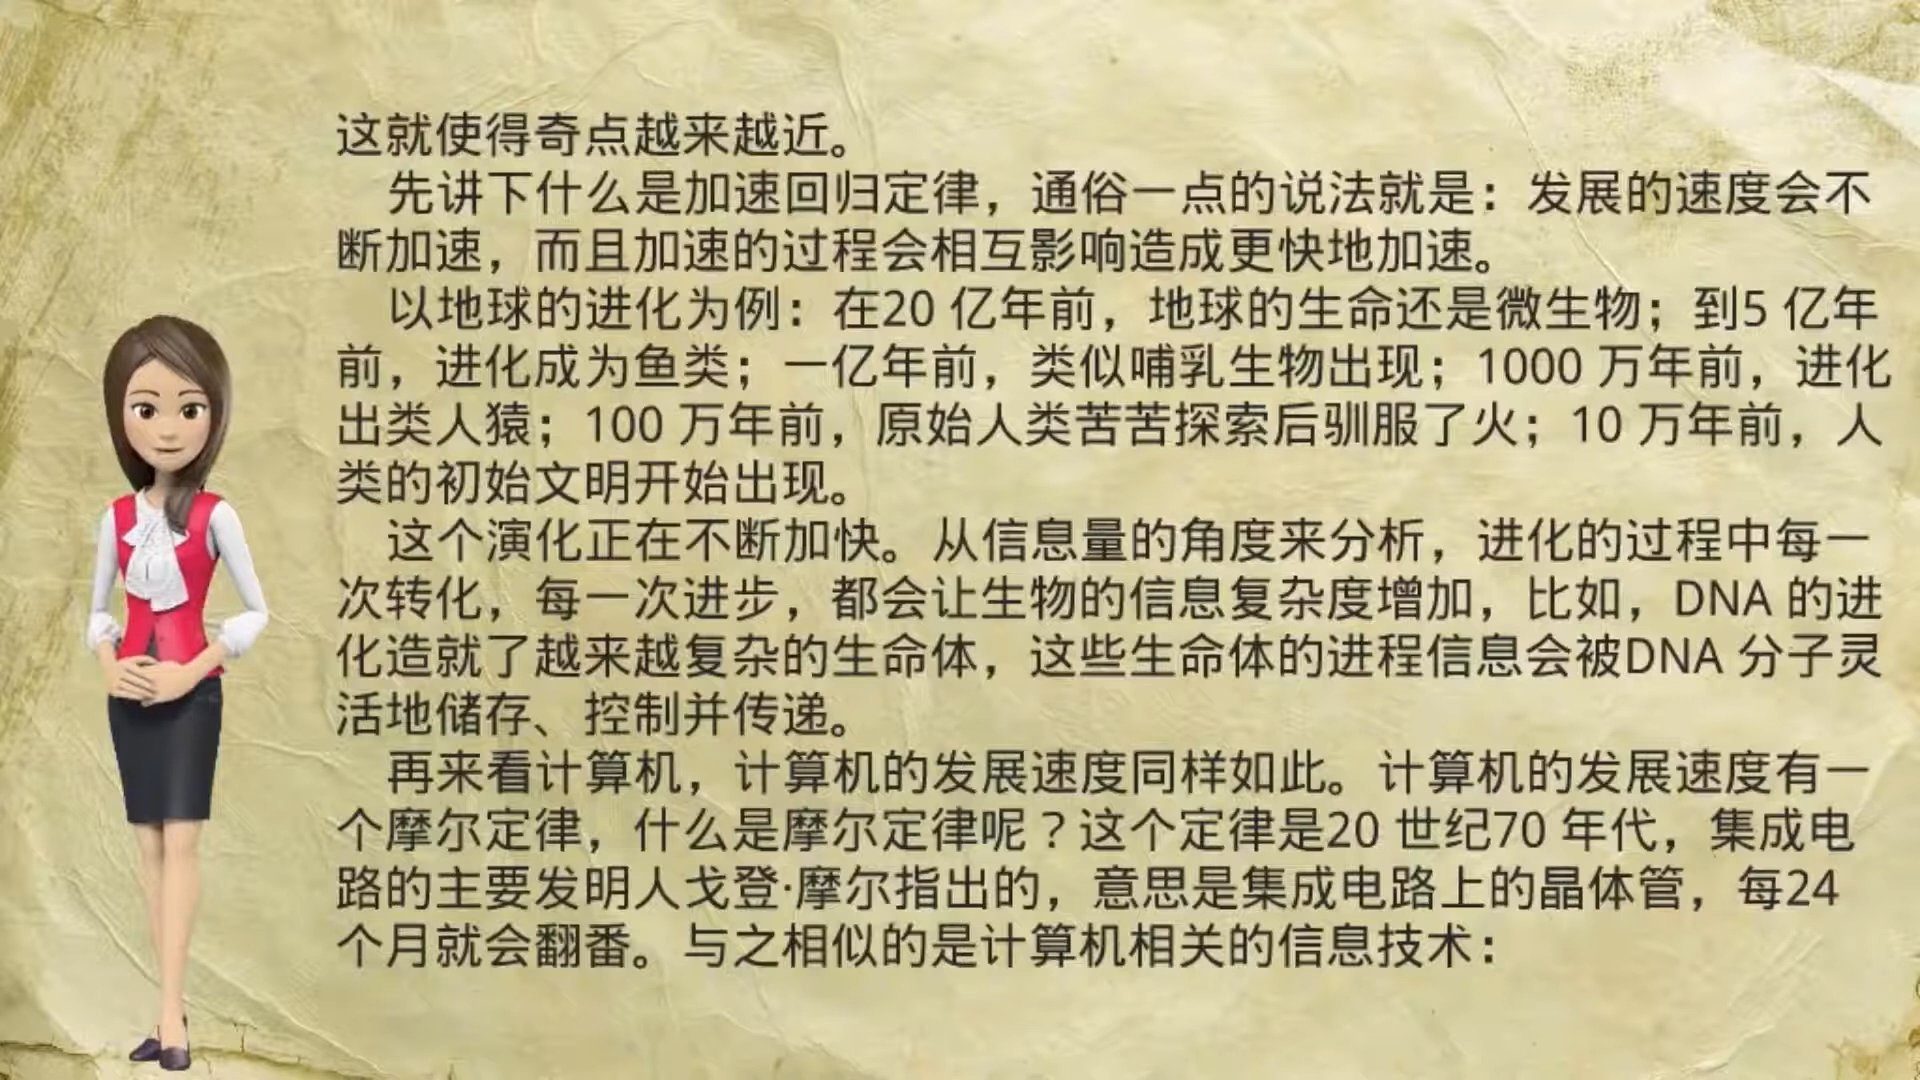 这就使得奇点越来越近。
先讲下什么是加速回归定律，通俗一点的说法就是：发展的速度会不
断加速，而且加速的过程会相互影响造成更快地加速。
以地球的进化为例：在20 亿年前，地球的生命还是微生物；到5 亿年
前，进化成为鱼类；一亿年前，类似哺乳生物出现；1000 万年前，进化
出类人猿；100 万年前，原始人类苦苦探索后驯服了火；10 万年前，人
类的初始文明开始出现。
这个演化正在不断加快。从信息量的角度来分析，进化的过程中每一
次转化，每一次进步，都会让生物的信息复杂度增加，比如，DNA 的进
化造就了越来越复杂的生命体，这些生命体的进程信息会被DNA 分子灵
活地储存、控制并传递。
再来看计算机，计算机的发展速度同样如此。计算机的发展速度有一
个摩尔定律，什么是摩尔定律呢？这个定律是20 世纪70 年代，集成电
路的主要发明人戈登·摩尔指出的，意思是集成电路上的晶体管，每24
个月就会翻番。与之相似的是计算机相关的信息技术：